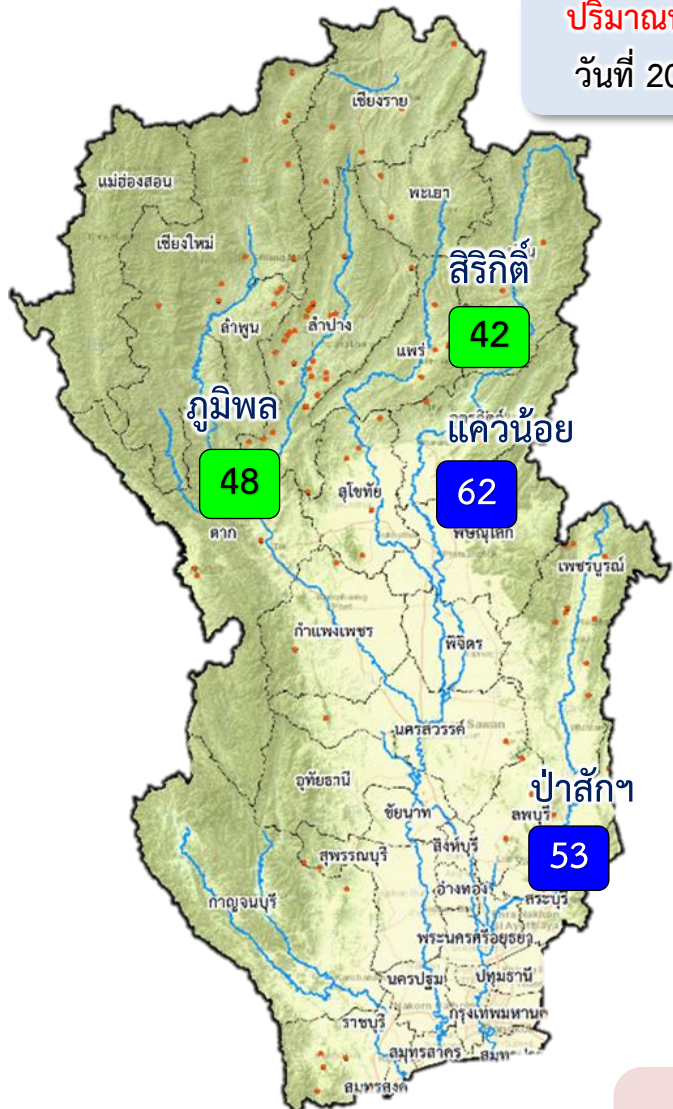 ปริมาณ
วันที่ 20
เชียงราย
แม่ฮ่องสอน
พะเยา
เชียงใหม่
สิริกิติ์
42
ลำพูน
ลำปาง
แพร่
ภูมิพล
48
แควน้อย
62
สุโขทัย
ตาก
พิษณุโลก
เพชรบูรณ์
กำแพงเพชร
พิจิตร
นครสวรรค์
Sawan
อุทัยธานี
ป่าสักฯ
53
ชัยนาท
ลพบุรี
สิงห์บุรี
สุพรรณบุรี
อ่างทอง
สระบุรี
กาญจนบุรี
พระนครศรีอยุธยา
นครปฐม
ปทุมธานี
ราชบุรี
กรุงเทพมหานค
สมุทรสาคร
สมุทรสงค